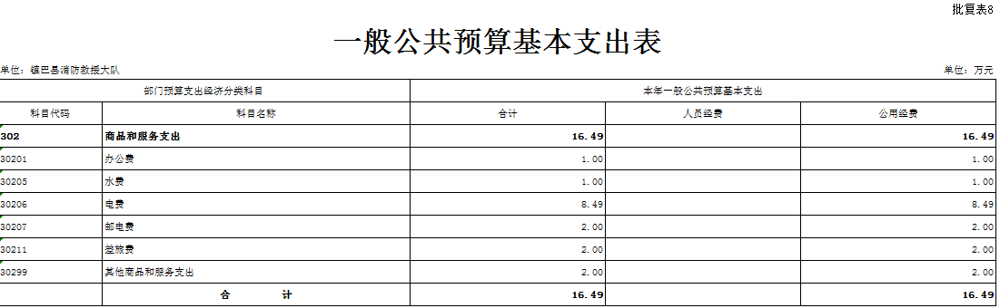 批复表8
一般公共预算基本支出表
单位：镇巴县消防救援大队 单位：万元
部门预算支出经济分类科目 本年一般公共预算基本支出
科目代码 科目名称 合计 人员经费 公用经费
302 商品和服务支出 16.49 16.49
30201 办公费 1.00 1.00
30205 水费 1.00 1.00
30206 电费 8.49 8.49
30207 邮电费 2.00 2.00
30211 差旅费 2.00 2.00
30299 其他商品和服务支出 2.00 2.00
合 计 16.49 16.49